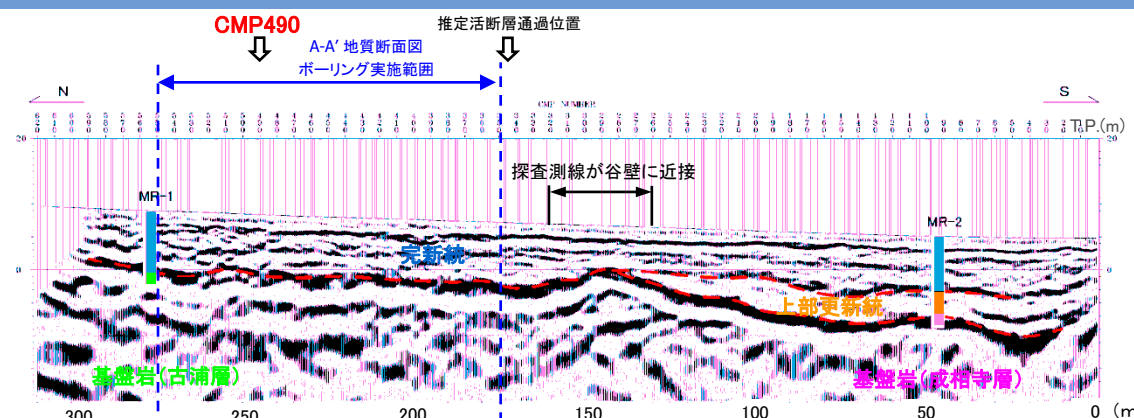 CMP490
推定活断層通過位置
A-A’ 地質断面図
ボーリング実施範囲
N
S
CMP NUMBER
T.P.(m)
20
20
探査測線が谷壁に近接
MR-1
MR-2
完新統
0
0
上部更新統
基盤岩(古浦層)
基盤岩(成相寺層)
300 250 200 150 100 50 0 (m